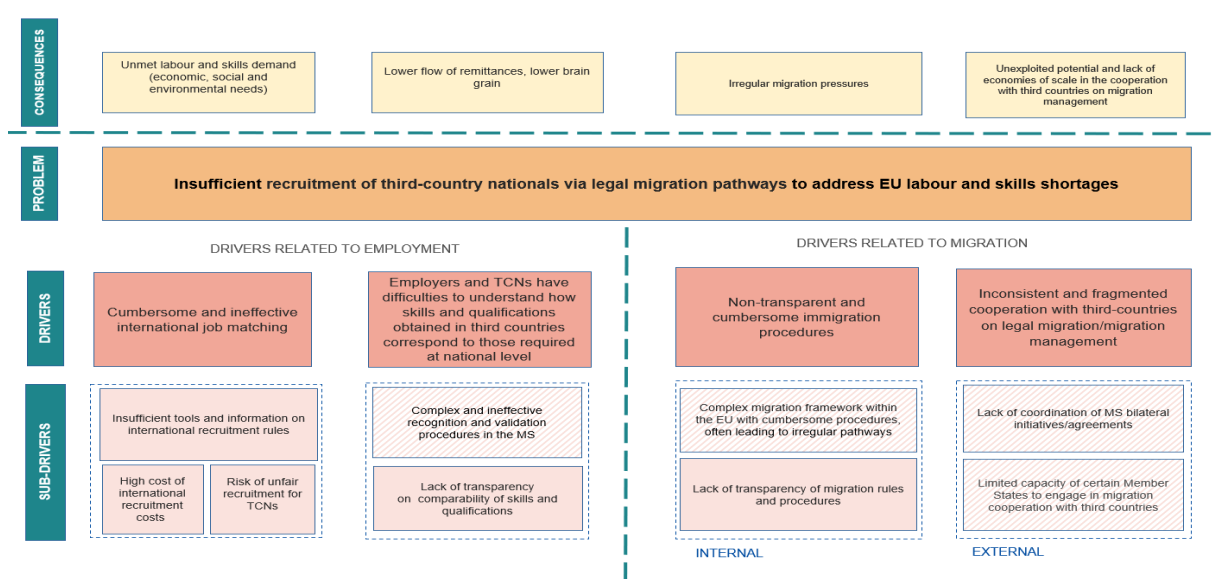 CONSEQUENCES
Unmet labour and skills demand
(economic, social and
environmental needs)
Lower flow of remittances, lower brain
grain
Irregular migration pressures
Unexploited potential and lack of
economies of scale in the cooperation
with third countries on migration
management
PROBLEM
Insufficient recruitment of third-country nationals via legal migration pathways to address EU labour and skills shortages
DRIVERS RELATED TO EMPLOYMENT
DRIVERS RELATED TO MIGRATION
DRIVERS
Cumbersome and ineffective
international job matching
Employers and TCNs have
difficulties to understand how
skills and qualifications
obtained in third countries
correspond to those required
at national level
Non-transparent and
cumbersome immigration
procedures
Inconsistent and fragmented
cooperation with third-countries
on legal migration/migration
management
SUB-DRIVERS
Insufficient tools and information on
international recruitment rules
High cost of
international
recruitment
costs
Risk of unfair
recruitment for
TCNs
Complex and ineffective
recognition and validation
procedures in the MS
Lack of transparency
on comparability of skills and
qualifications
Complex migration framework within
the EU with cumbersome procedures,
often leading to irregular pathways
Lack of transparency of migration rules
and procedures
Lack of coordination of MS bilateral
initiatives/agreements
Limited capacity of certain Member
States to engage in migration
cooperation with third countries
INTERNAL
EXTERNAL